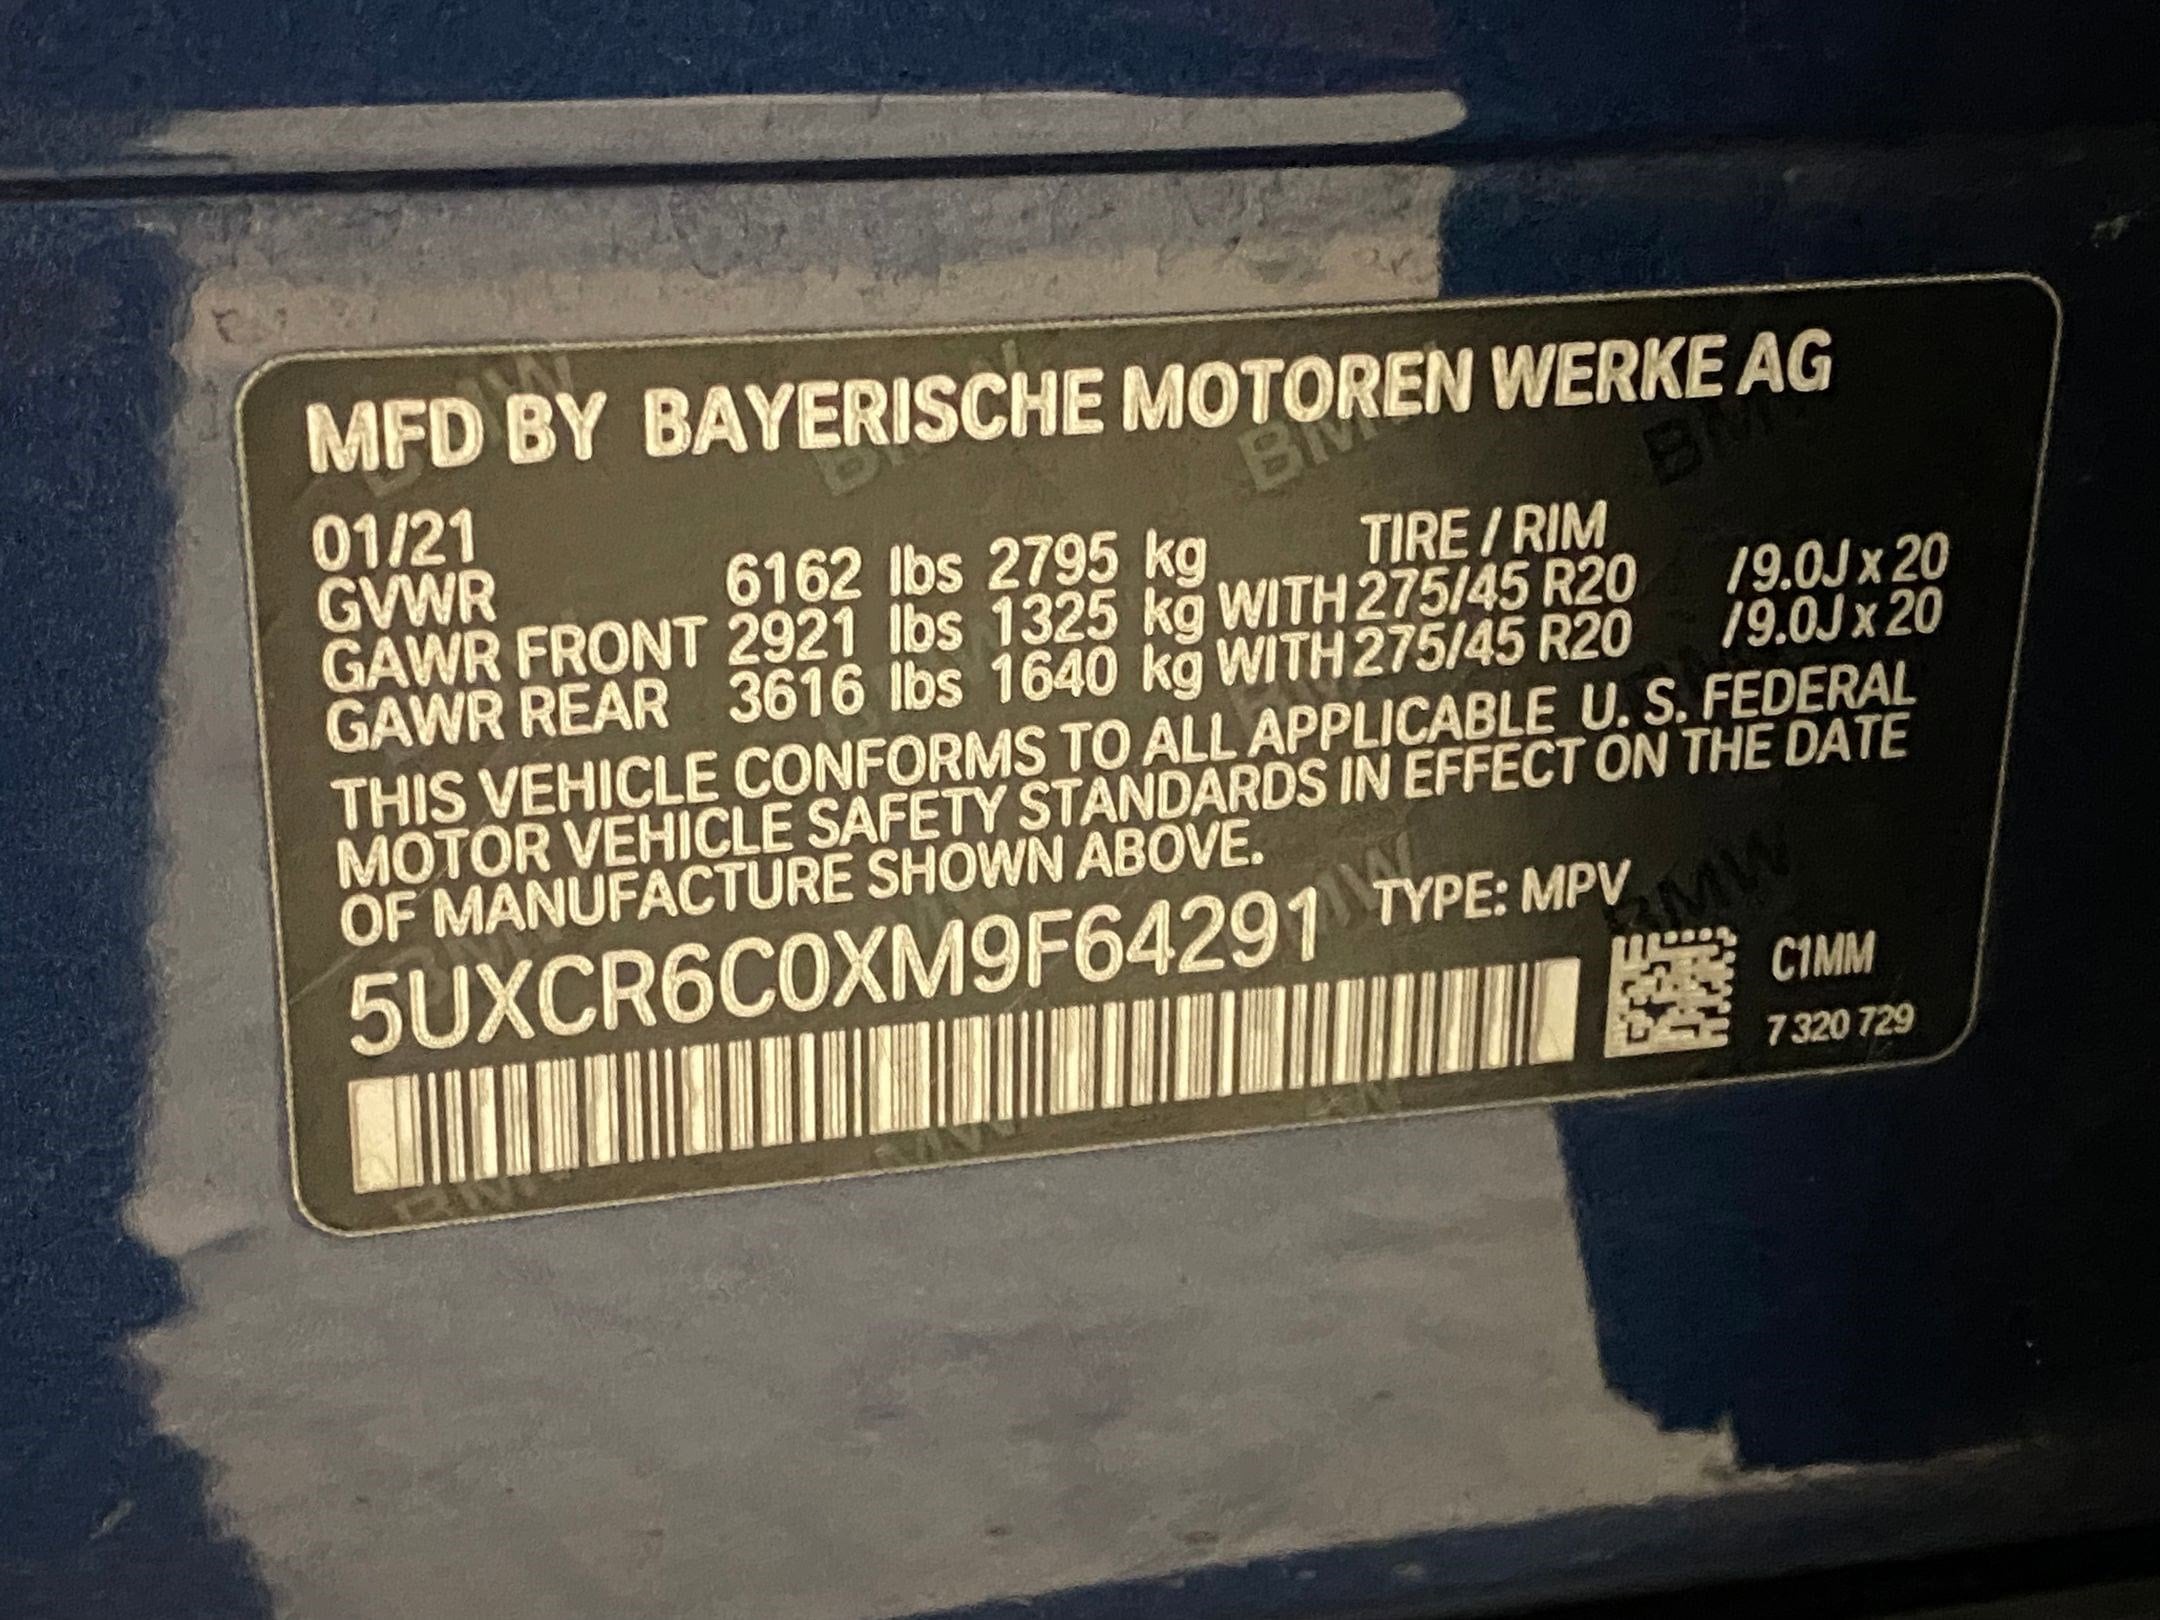 MFD BY BAYERISCHE MOTOREN WERKE AG
01/21 TIRE / RIM
GVWR 6162 lbs 2795 kg
GAWR FRONT 2921 lbs 1325 kg WITH 275/45 R20 /9.0J x 20
GAWR REAR 3616 lbs 1640 kg WITH 275/45 R20 /9.0J x 20
THIS VEHICLE CONFORMS TO ALL APPLICABLE U. S. FEDERAL
MOTOR VEHICLE SAFETY STANDARDS IN EFFECT ON THE DATE
OF MANUFACTURE SHOWN ABOVE.
5UXCR6C0XM9F64291 TYPE: MPV
C1MM
7 320 729